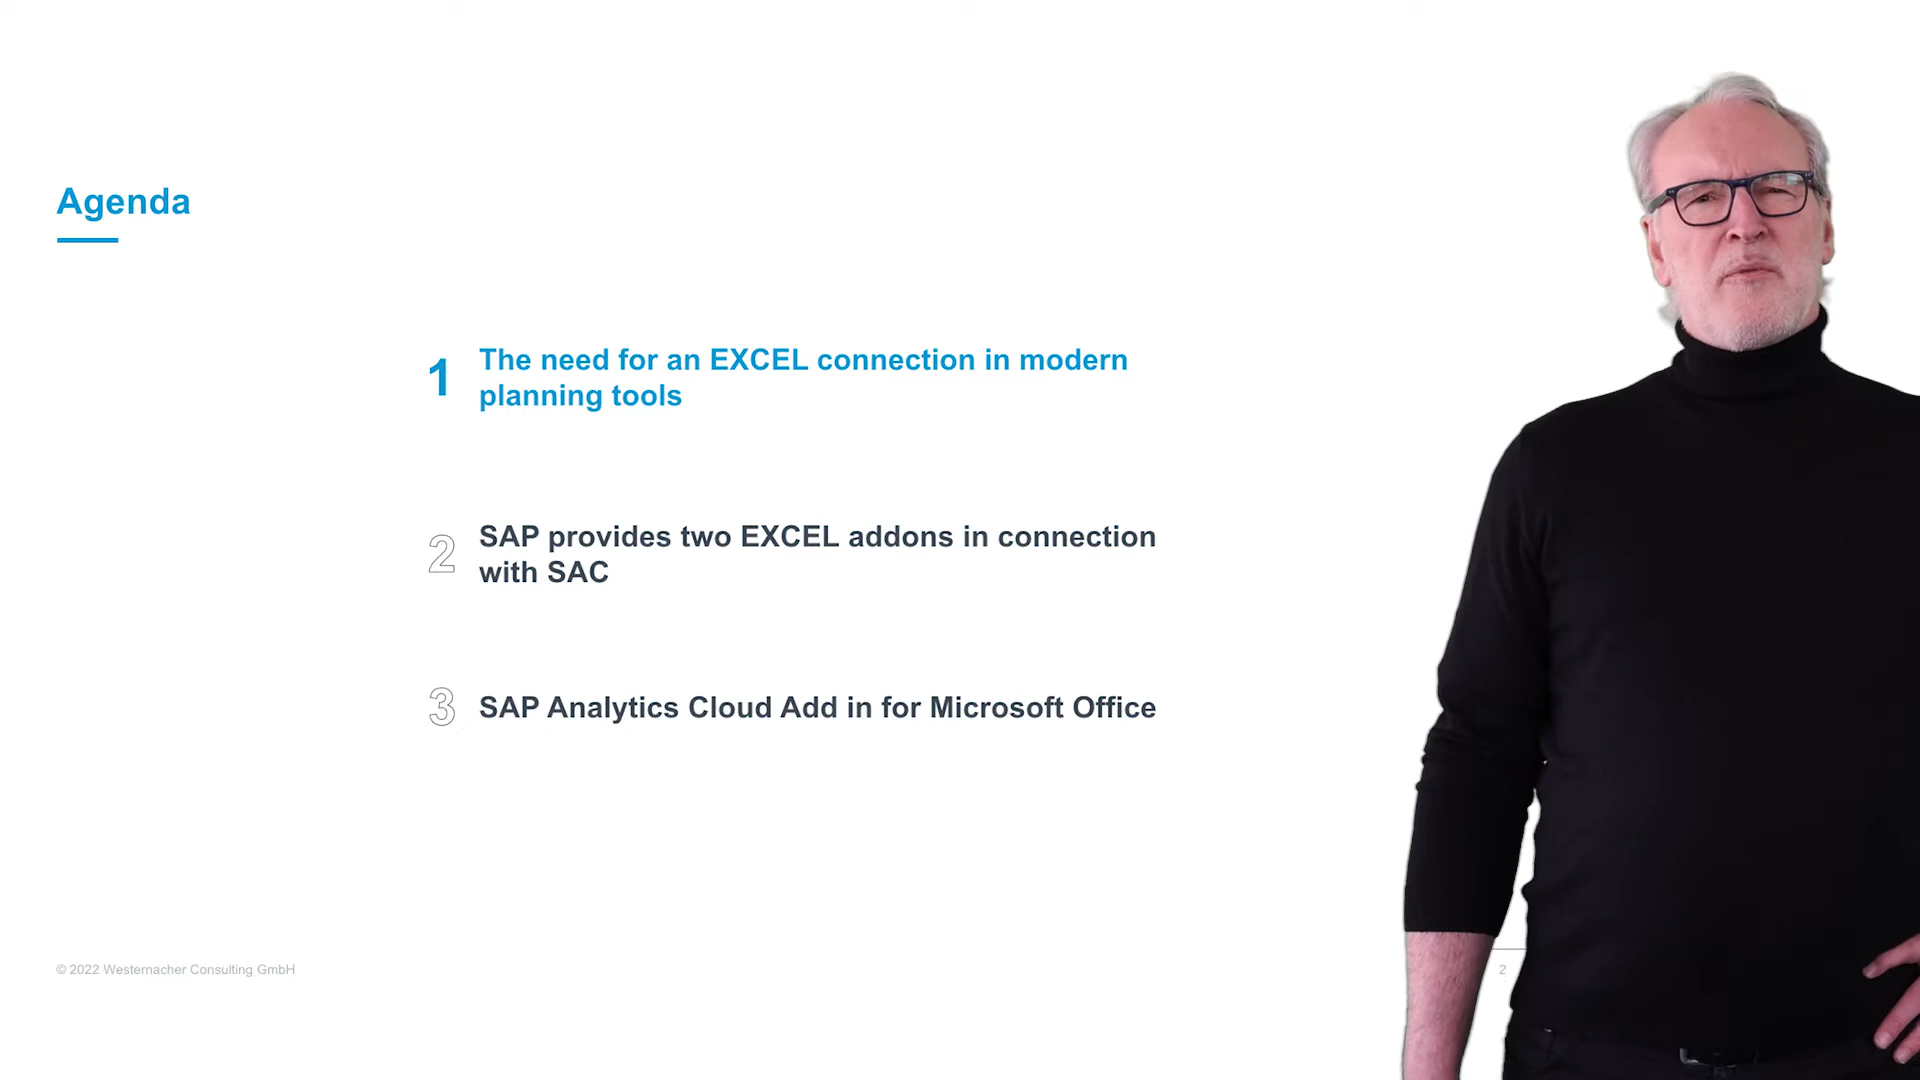 Agenda
1
The need for an EXCEL connection in modern
planning tools
2
SAP provides two EXCEL addons in connection
with SAC
3
SAP Analytics Cloud Add in for Microsoft Office
© 2022 Westernacher Consulting GmbH
2